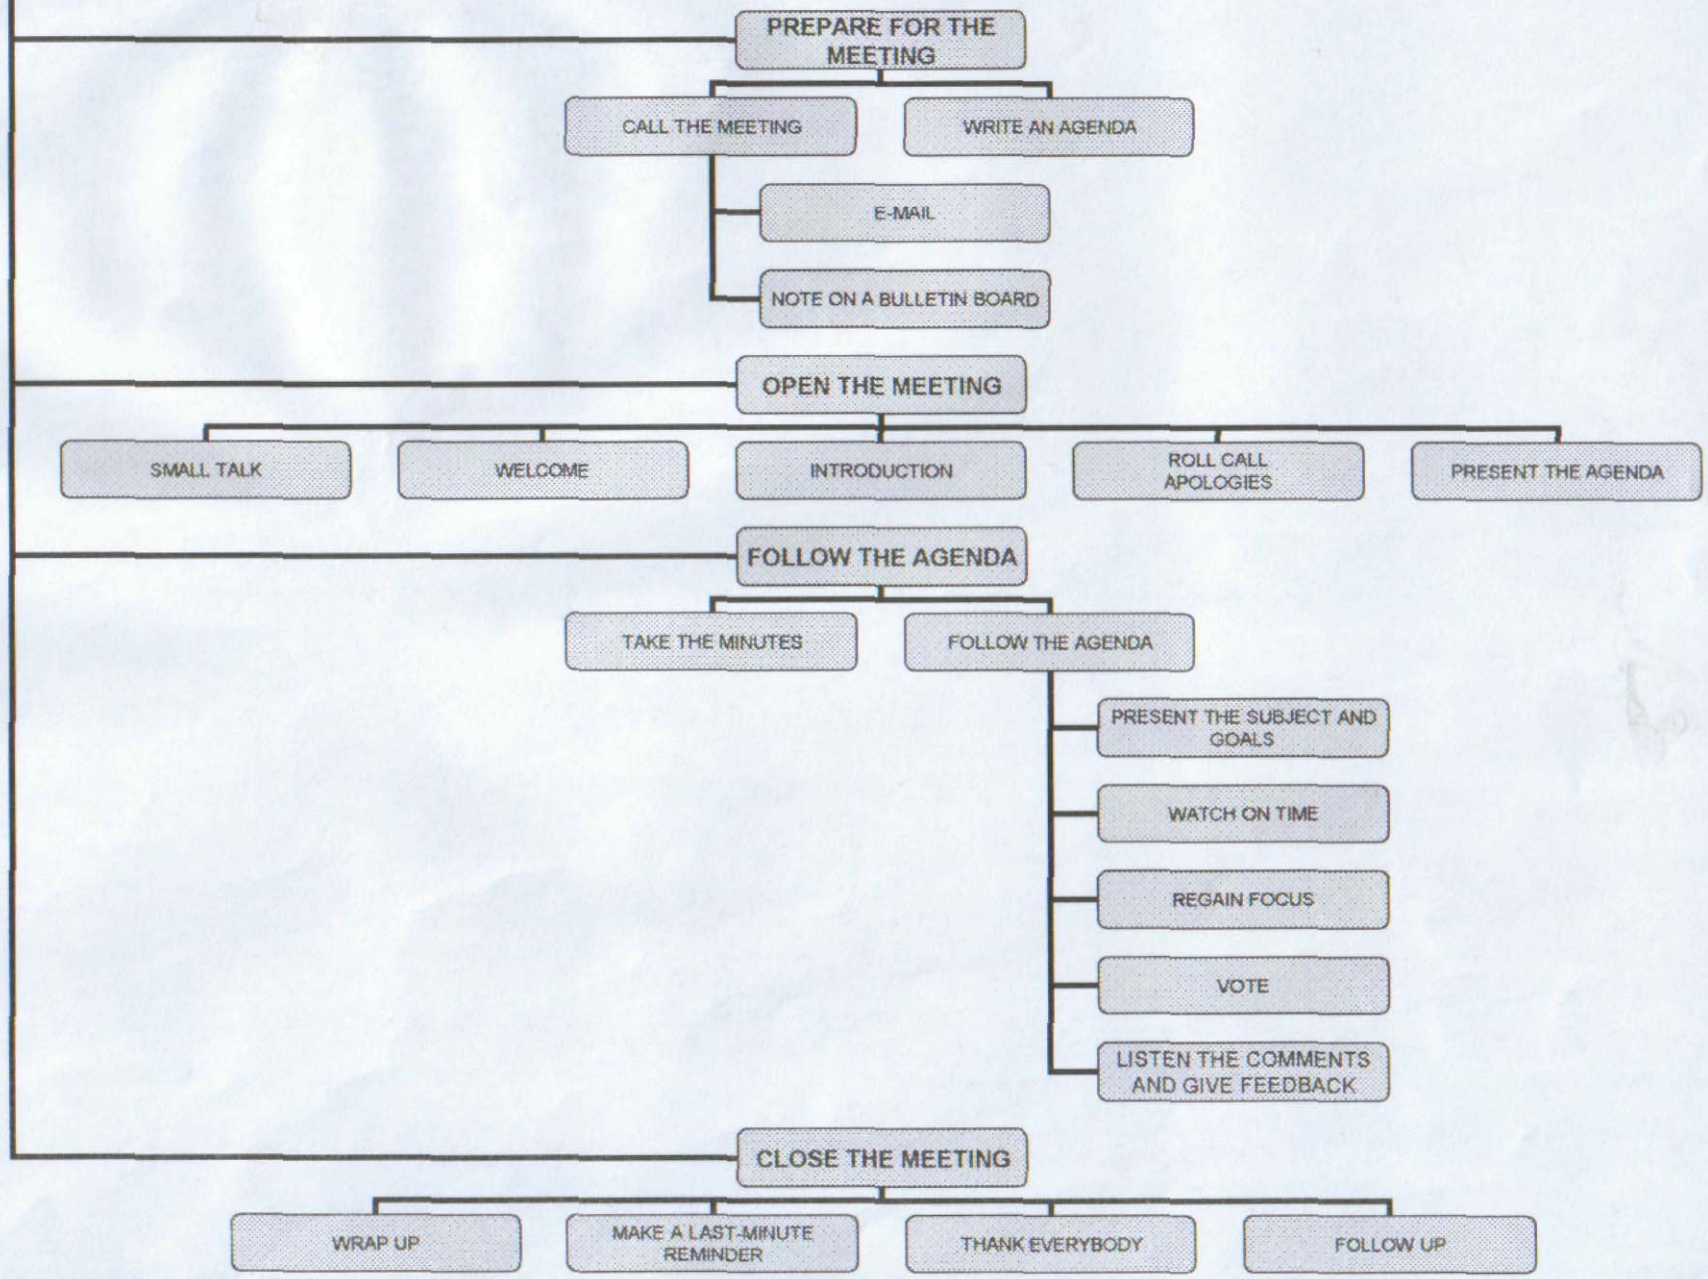 PREPARE FOR THE
MEETING
CALL THE MEETING
WRITE AN AGENDA
E-MAIL
NOTE ON A BULLETIN BOARD
OPEN THE MEETING
SMALL TALK
WELCOME
INTRODUCTION
ROLL CALL
APOLOGIES
PRESENT THE AGENDA
FOLLOW THE AGENDA
TAKE THE MINUTES
FOLLOW THE AGENDA
PRESENT THE SUBJECT AND
GOALS
WATCH ON TIME
REGAIN FOCUS
VOTE
LISTEN THE COMMENTS
AND GIVE FEEDBACK
CLOSE THE MEETING
WRAP UP
MAKE A LAST-MINUTE
REMINDER
THANK EVERYBODY
FOLLOW UP